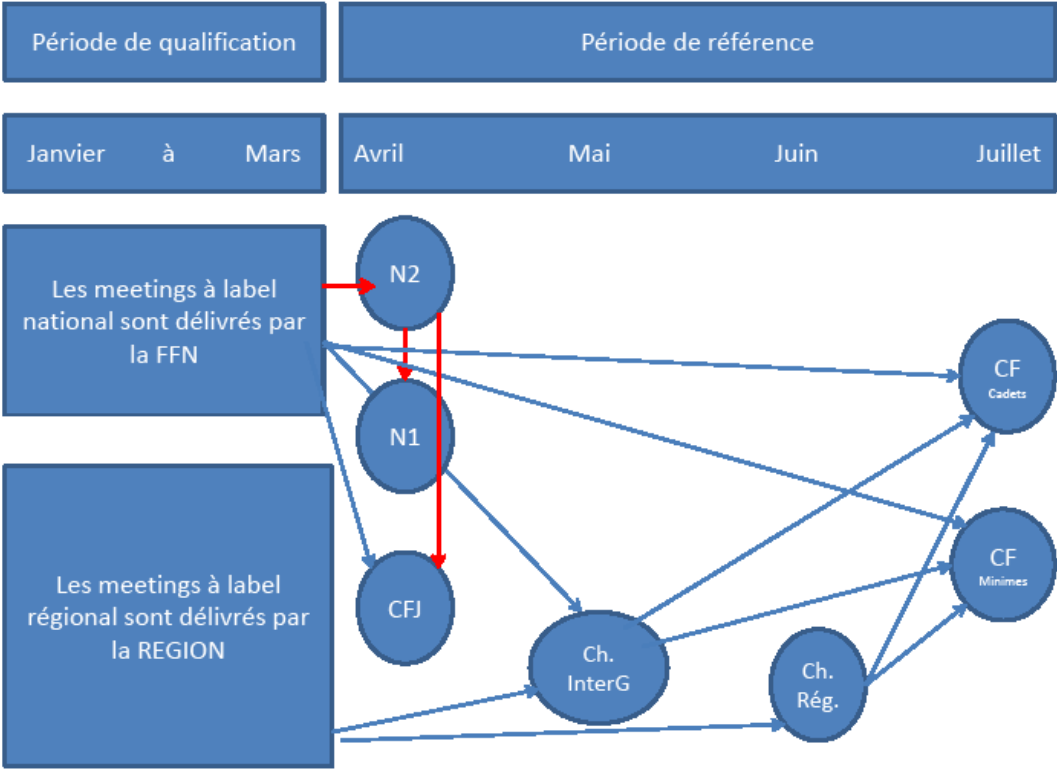 Période de qualification
Période de référence
Janvier à Mars
Avril Mai Juin Juillet
Les meetings à label
national sont délivrés par
la FFN
N2
CF
Cadets
N1
Les meetings à label
régional sont délivrés par
la REGION
CFJ
CF
Minimes
Ch.
InterG
Ch.
Rég.